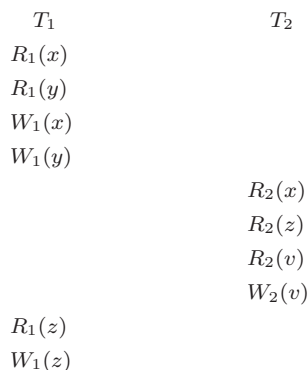 T₁ T₂
R₁(x)
R₁(y)
W₁(x)
W₁(y)
R₂(x)
R₂(z)
R₂(v)
W₂(v)
R₁(z)
W₁(z)